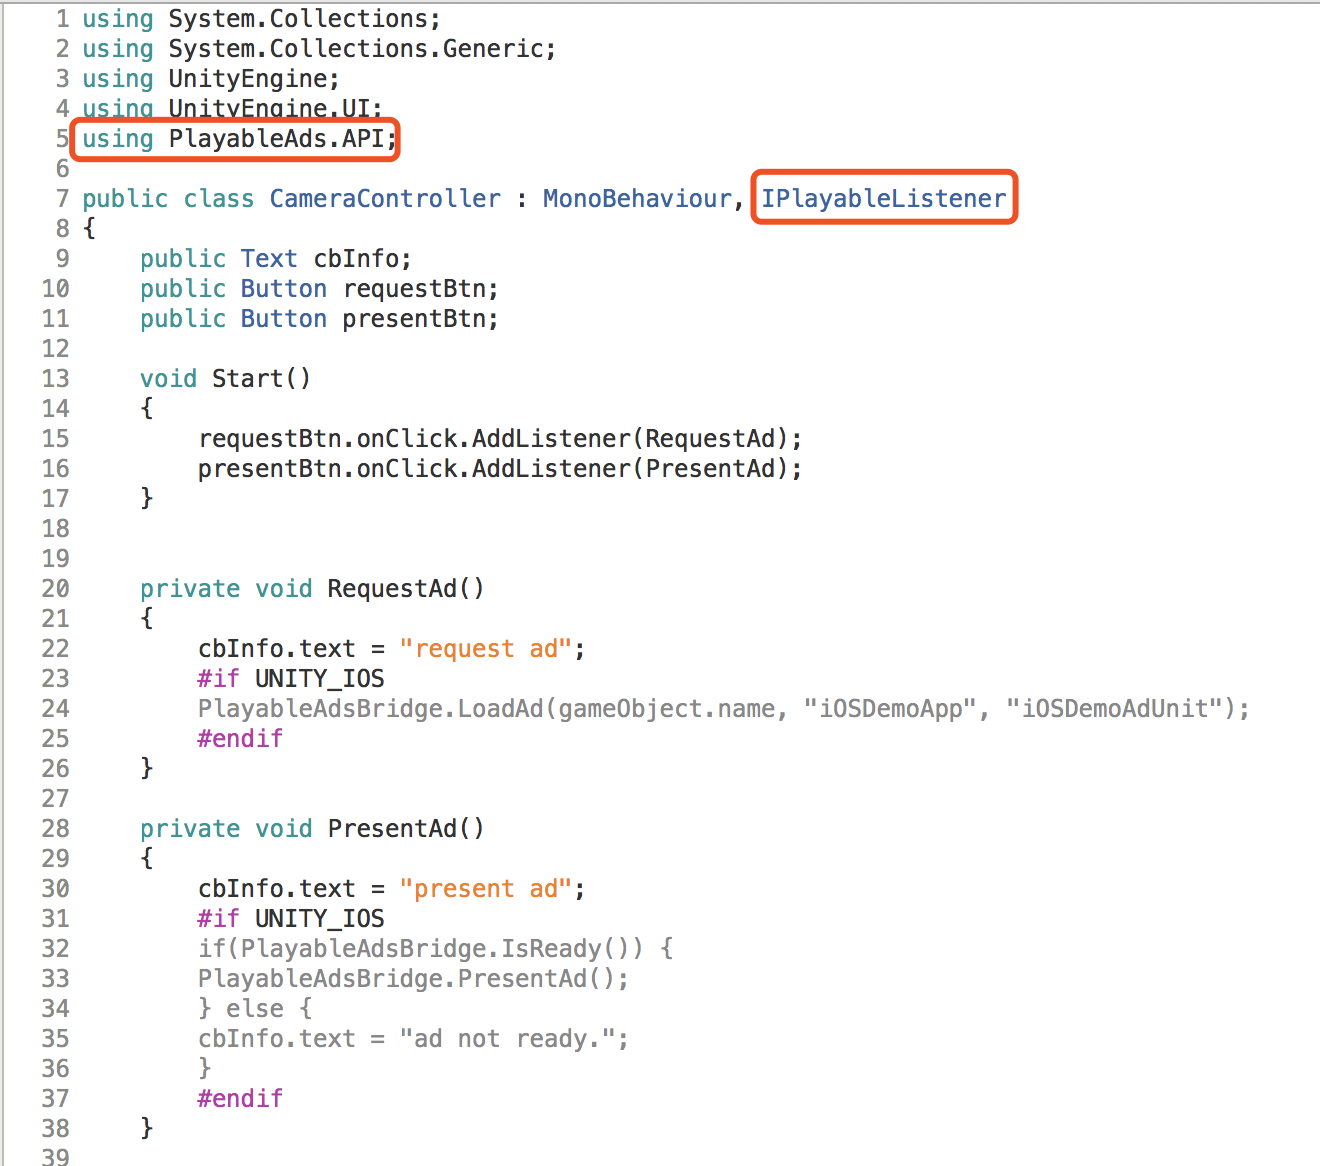 1 using System.Collections;
2 using System.Collections.Generic;
3 using UnityEngine;
4 using UnityEngine.UI;
5 using PlayableAds.API;
6
7 public class CameraController : MonoBehaviour, IPlayableListener
8 {
9     public Text cbInfo;
10     public Button requestBtn;
11     public Button presentBtn;
12
13     void Start()
14     {
15         requestBtn.onClick.AddListener(RequestAd);
16         presentBtn.onClick.AddListener(PresentAd);
17     }
18
19
20     private void RequestAd()
21     {
22         cbInfo.text = "request ad";
23         #if UNITY_IOS
24         PlayableAdsBridge.LoadAd(gameObject.name, "iOSDemoApp", "iOSDemoAdUnit");
25         #endif
26     }
27
28     private void PresentAd()
29     {
30         cbInfo.text = "present ad";
31         #if UNITY_IOS
32         if(PlayableAdsBridge.IsReady()) {
33         PlayableAdsBridge.PresentAd();
34         } else {
35         cbInfo.text = "ad not ready.";
36         }
37         #endif
38     }
39